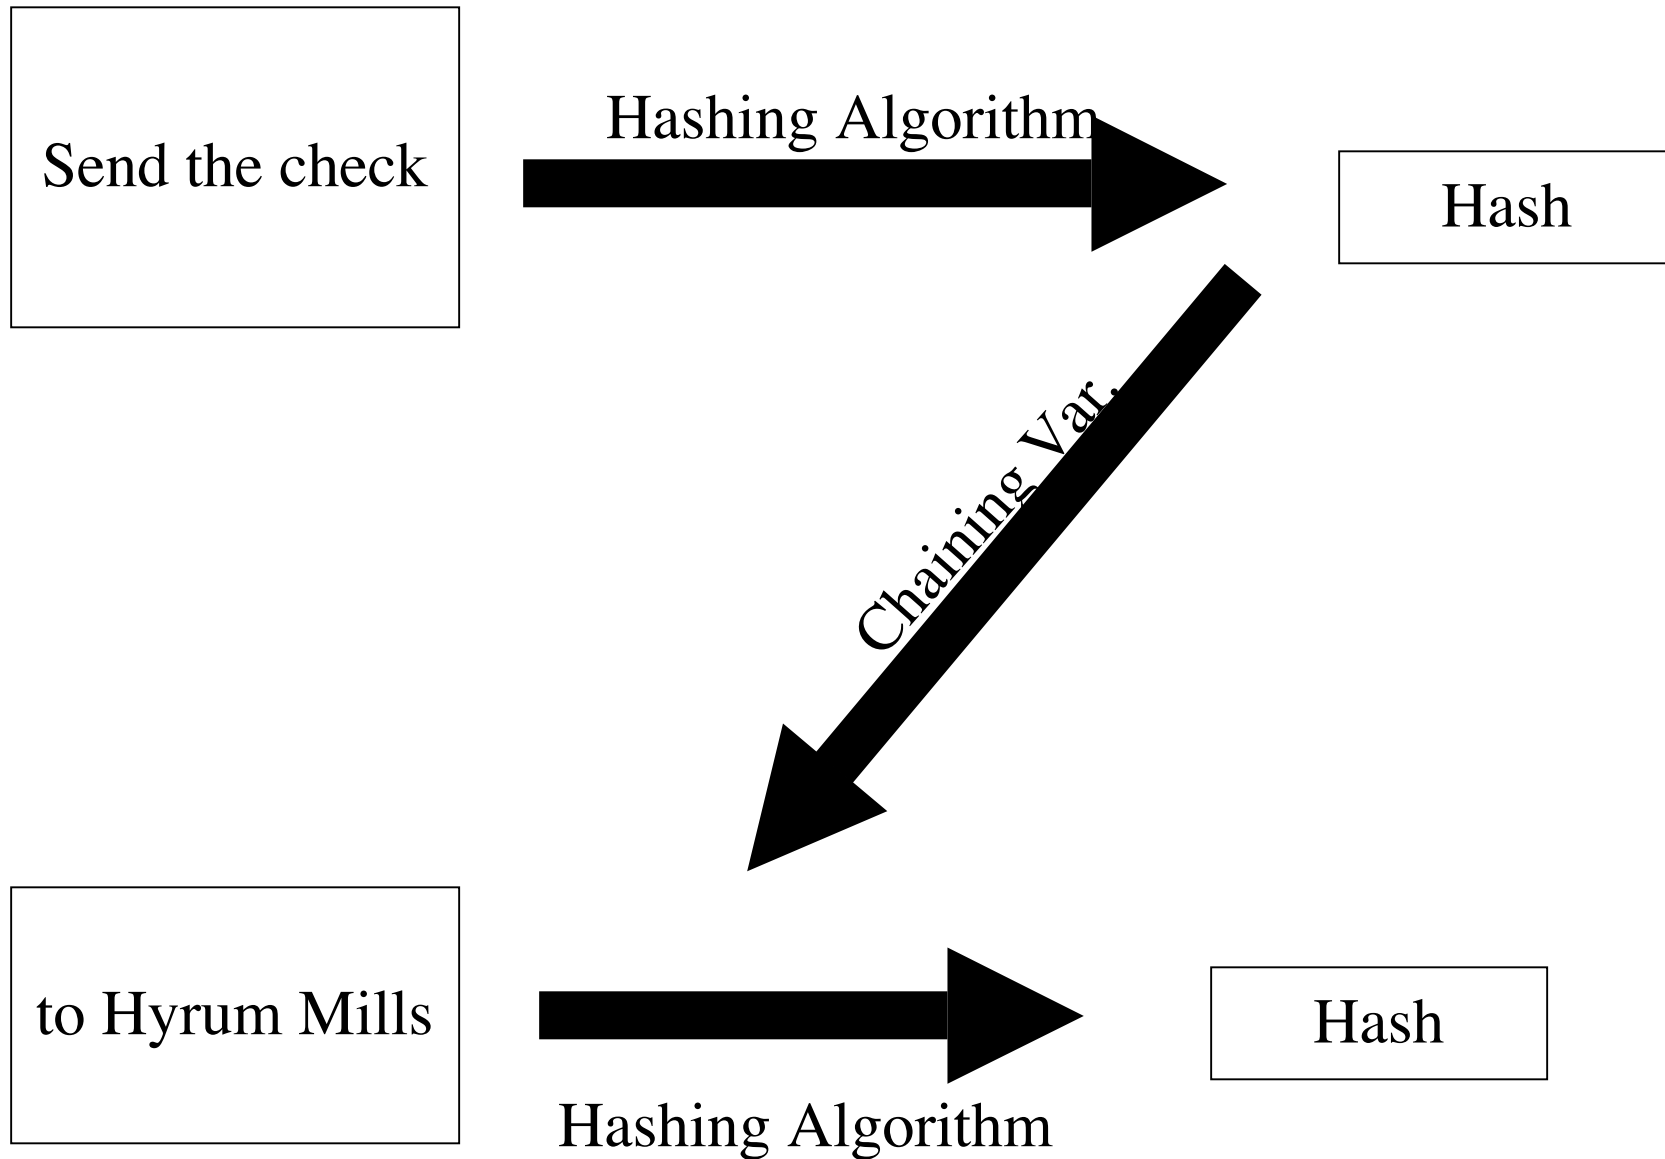 Hashing Algorithm
Send the check
Hash
Chaining Var.
to Hyrum Mills
Hash
Hashing Algorithm